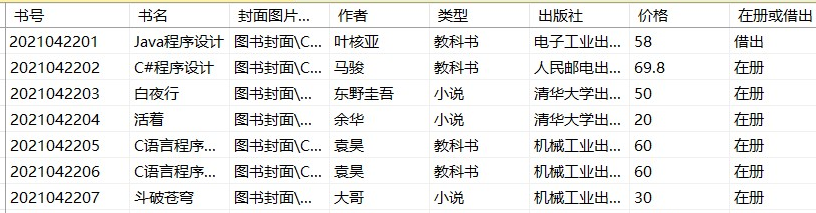 书号 书名 封面图片... 作者 类型 出版社 价格 在册或借出
2021042201 Java程序设计 图书封面\C... 叶核亚 教科书 电子工业出... 58 借出
2021042202 C#程序设计 图书封面\C... 马骏 教科书 人民邮电出... 69.8 在册
2021042203 白夜行 图书封面\... 东野圭吾 小说 清华大学出... 50 在册
2021042204 活着 图书封面\... 余华 小说 清华大学出... 20 在册
2021042205 C语言程序... 图书封面\C... 袁昊 教科书 机械工业出... 60 在册
2021042206 C语言程序... 图书封面\C... 袁昊 教科书 机械工业出... 60 在册
2021042207 斗破苍穹 图书封面\... 大哥 小说 机械工业出... 30 在册